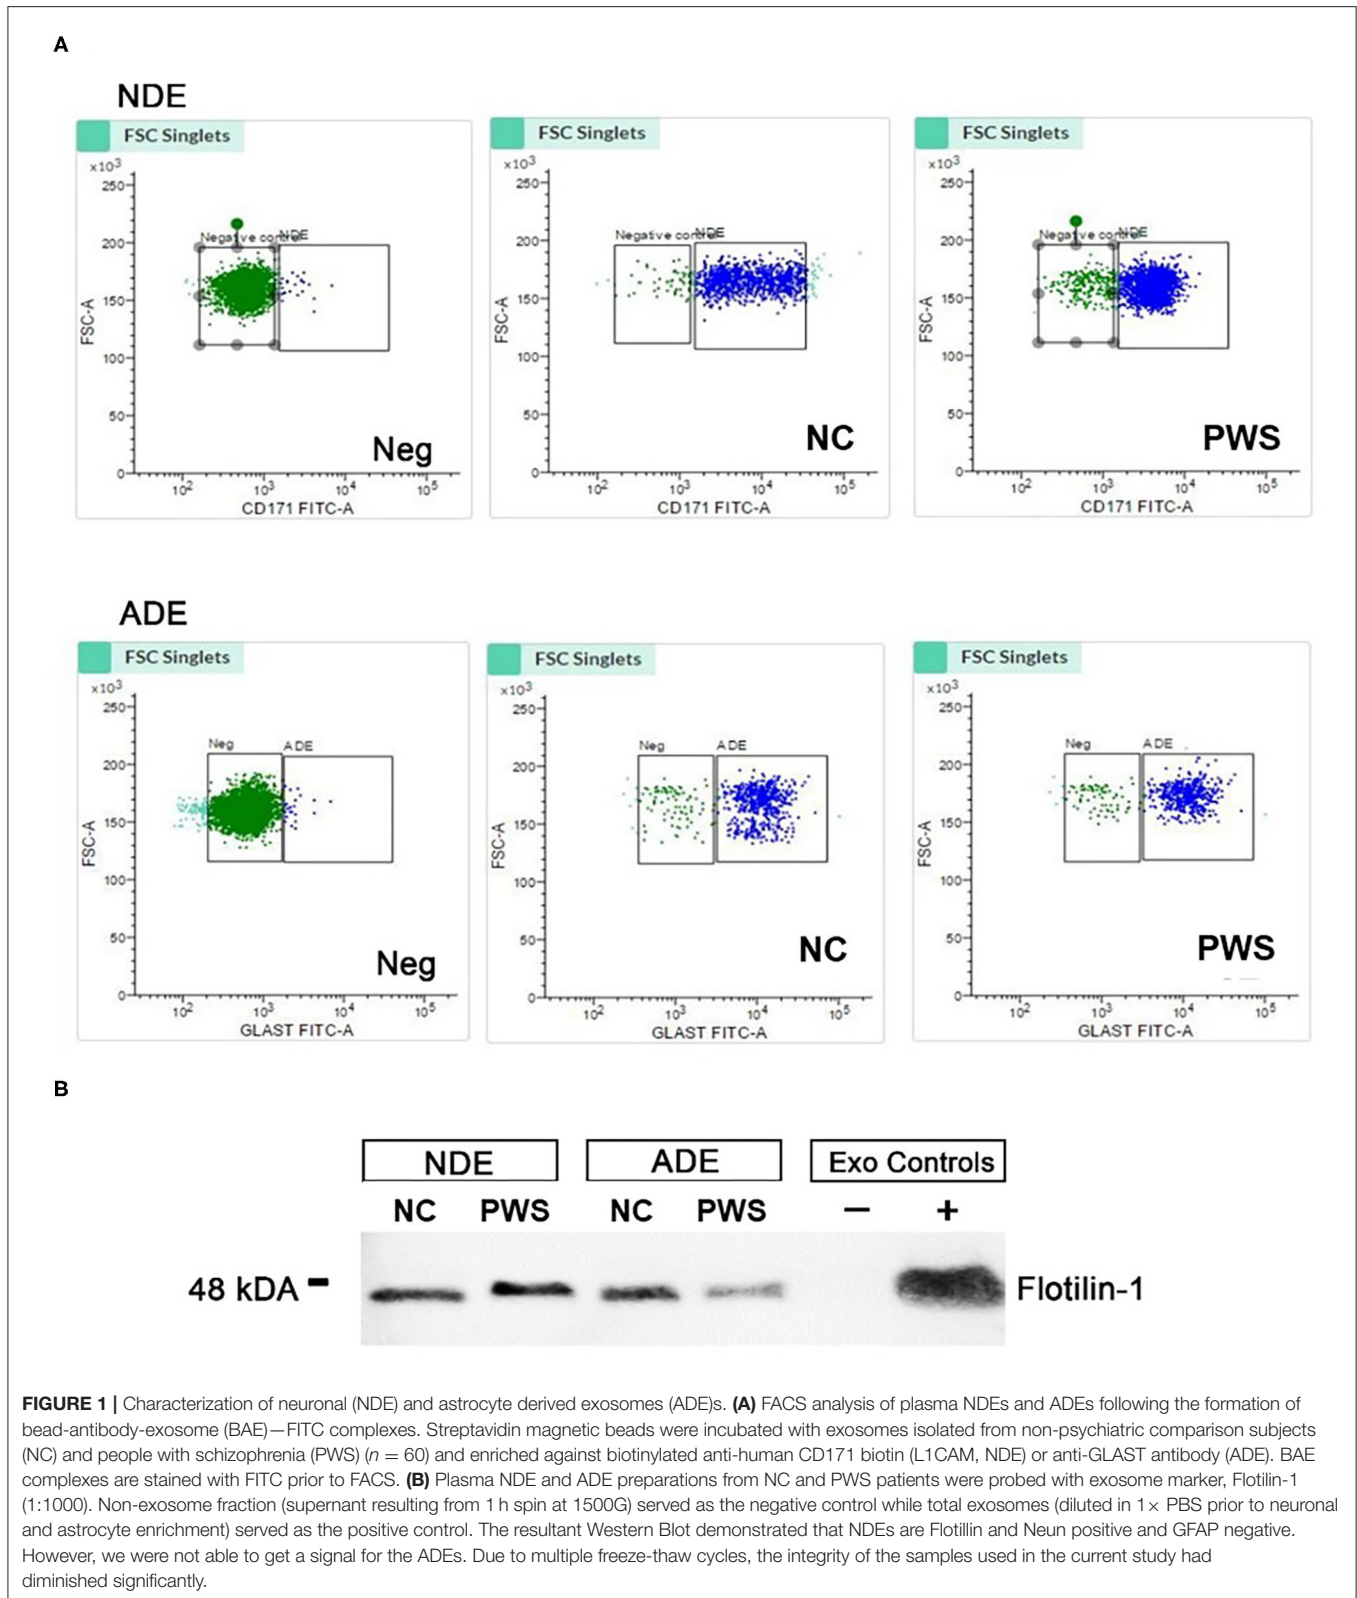 A
NDE
FSC Singlets
x10³
250
200
150
100
50
0
FSC-A
Negative control
NDE
Neg
10² 10³ 10⁴ 10⁵
CD171 FITC-A
FSC Singlets
x10³
250
200
150
100
50
0
FSC-A
Negative control
NDE
NC
10² 10³ 10⁴ 10⁵
CD171 FITC-A
FSC Singlets
x10³
250
200
150
100
50
0
FSC-A
Negative control
NDE
PWS
10² 10³ 10⁴ 10⁵
CD171 FITC-A
ADE
FSC Singlets
x10³
250
200
150
100
50
0
FSC-A
Neg ADE
Neg
10² 10³ 10⁴ 10⁵
GLAST FITC-A
FSC Singlets
x10³
250
200
150
100
50
0
FSC-A
Neg ADE
NC
10² 10³ 10⁴ 10⁵
GLAST FITC-A
FSC Singlets
x10³
250
200
150
100
50
0
FSC-A
Neg ADE
PWS
10² 10³ 10⁴ 10⁵
GLAST FITC-A
B
NDE ADE Exo Controls
NC PWS NC PWS − +
48 kDA Flotilin-1
FIGURE 1 | Characterization of neuronal (NDE) and astrocyte derived exosomes (ADE)s. (A) FACS analysis of plasma NDEs and ADEs following the formation of
bead-antibody-exosome (BAE)—FITC complexes. Streptavidin magnetic beads were incubated with exosomes isolated from non-psychiatric comparison subjects
(NC) and people with schizophrenia (PWS) (n = 60) and enriched against biotinylated anti-human CD171 biotin (L1CAM, NDE) or anti-GLAST antibody (ADE). BAE
complexes are stained with FITC prior to FACS. (B) Plasma NDE and ADE preparations from NC and PWS patients were probed with exosome marker, Flotilin-1
(1:1000). Non-exosome fraction (supernant resulting from 1 h spin at 1500G) served as the negative control while total exosomes (diluted in 1× PBS prior to neuronal
and astrocyte enrichment) served as the positive control. The resultant Western Blot demonstrated that NDEs are Flotillin and Neun positive and GFAP negative.
However, we were not able to get a signal for the ADEs. Due to multiple freeze-thaw cycles, the integrity of the samples used in the current study had
diminished significantly.